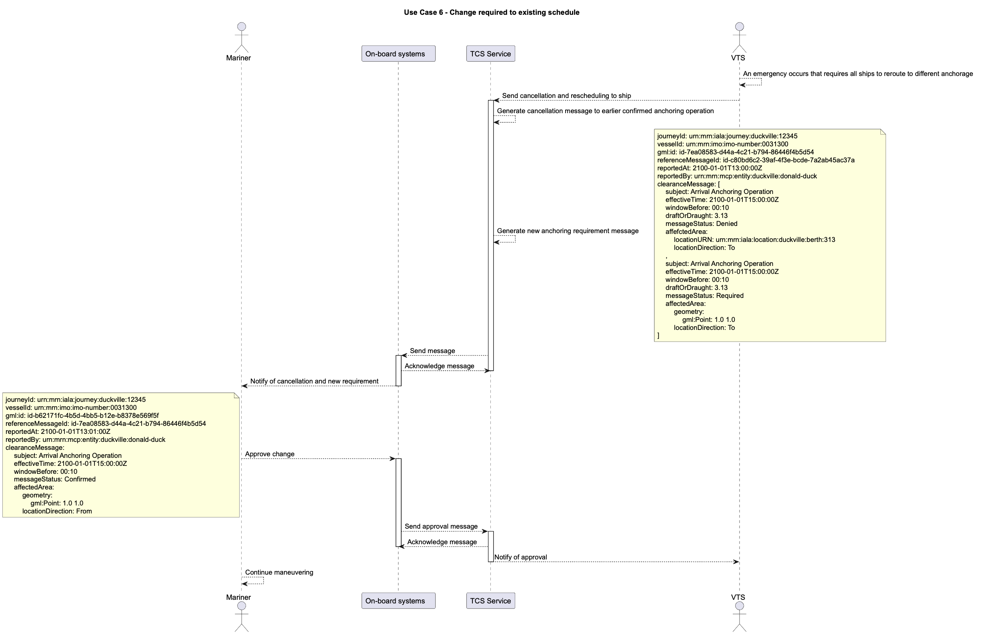 Use Case 6 - Change required to existing schedule
Mariner
On-board systems
TCS Service
VTS
An emergency occurs that requires all ships to reroute to different anchorage
Send cancellation and rescheduling to ship
Generate cancellation message to earlier confirmed anchoring operation
journeyId: urn:mrn:iala:journey:duckville:12345
vesselId: urn:mrn:imo:imo-number:0031300
gml:id: id-7ea08583-d44a-4c21-b794-86446f4b5d54
referenceMessageId: id-c80bd6c2-39af-4f3e-bcde-7a2ab45ac37a
reportedAt: 2100-01-01T13:00:00Z
reportedBy: urn:mrn:mcp:entity:duckville:donald-duck
clearanceMessage: [
subject: Arrival Anchoring Operation
effectiveTime: 2100-01-01T15:00:00Z
windowBefore: 00:10
draftOrDraught: 3.13
messageStatus: Denied
affefctedArea:
locationURN: urn:mrn:iala:location:duckville:berth:313
locationDirection: To
,
subject: Arrival Anchoring Operation
effectiveTime: 2100-01-01T15:00:00Z
windowBefore: 00:10
draftOrDraught: 3.13
messageStatus: Required
affectedArea:
geometry:
gml:Point: 1.0 1.0
locationDirection: To
]
Generate new anchoring requirement message
Send message
Acknowledge message
Notify of cancellation and new requirement
journeyId: urn:mrn:iala:journey:duckville:12345
vesselId: urn:mrn:imo:imo-number:0031300
gml:id: id-b62171fc-4b5d-4bb5-b12e-b8378e569f5f
referenceMessageId: id-7ea08583-d44a-4c21-b794-86446f4b5d54
reportedAt: 2100-01-01T13:01:00Z
reportedBy: urn:mrn:mcp:entity:duckville:donald-duck
clearanceMessage:
subject: Arrival Anchoring Operation
effectiveTime: 2100-01-01T15:00:00Z
windowBefore: 00:10
messageStatus: Confirmed
affectedArea:
geometry:
gml:Point: 1.0 1.0
locationDirection: From
Approve change
Send approval message
Acknowledge message
Notify of approval
Continue maneuvering
Mariner
On-board systems
TCS Service
VTS